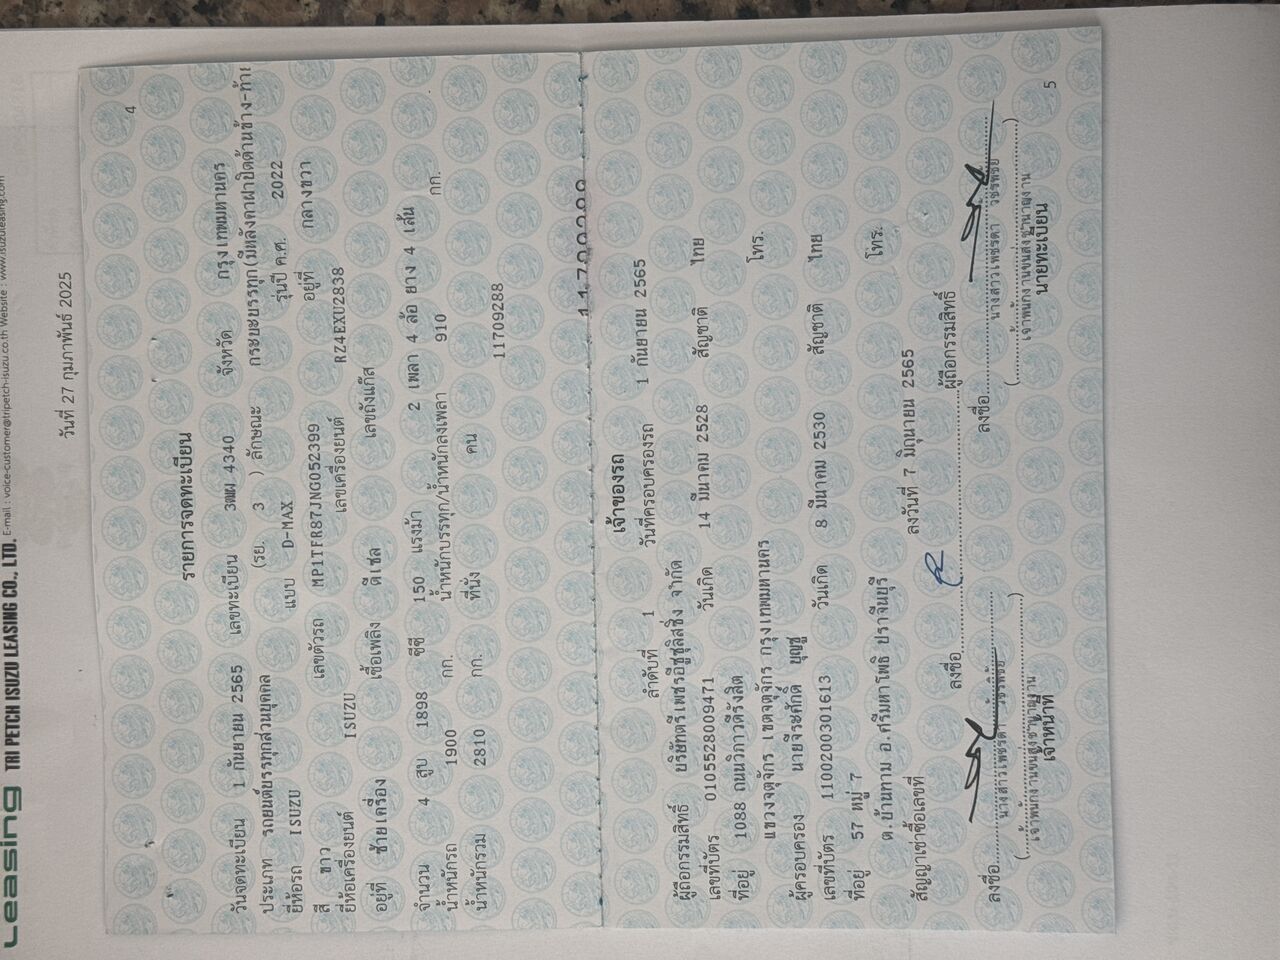 Leasing TRI PETCH ISUZU LEASING CO., LTD. E-mail : voice-customer@tripetch-isuzu.co.th Website : www.isuzuleasing.com
วันที่ 27 กุมภาพันธ์ 2025
4
รายการจดทะเบียน
วันจดทะเบียน 1 กันยายน 2565 เลขทะเบียน 3ฒผ 4340 จังหวัด กรุงเทพมหานคร
ประเภท รถยนต์บรรทุกส่วนบุคคล (รย. 3 ) ลักษณะ กระบะบรรทุก(มีหลังคาฝาปิดด้านข้าง-ท้าย
ยี่ห้อรถ ISUZU แบบ D-MAX รุ่นปี ค.ศ. 2022
สี ขาว เลขตัวรถ MP1TFR87JNG052399 อยู่ที่ กลางขวา
ยี่ห้อเครื่องยนต์ ISUZU เลขเครื่องยนต์ RZ4EXU2838
อยู่ที่ ซ้ายเครื่อง เชื้อเพลิง ดีเซล เลขถังแก๊ส
จำนวน 4 สูบ 1898 ซีซี 150 แรงม้า 2 เพลา 4 ล้อ ยาง 4 เส้น
น้ำหนักรถ 1900 กก. น้ำหนักบรรทุก/น้ำหนักลงเพลา 910 กก.
น้ำหนักรวม 2810 กก. ที่นั่ง คน
11709288
11709288
เจ้าของรถ
ลำดับที่ 1 วันที่ครอบครองรถ 1 กันยายน 2565
ผู้ถือกรรมสิทธิ์ บริษัทตรีเพชรอีซูซุลิสซิ่ง จำกัด
เลขที่บัตร 0105528009471 วันเกิด 14 มีนาคม 2528 สัญชาติ ไทย
ที่อยู่ 1088 ถนนวิภาวดีรังสิต
แขวงจตุจักร เขตจตุจักร กรุงเทพมหานคร โทร.
ผู้ครอบครอง นายจีระศักดิ์ บุญชู
เลขที่บัตร 1100200301613 วันเกิด 8 มีนาคม 2530 สัญชาติ ไทย
ที่อยู่ 57 หมู่ 7
ต.บ้านทาม อ.ศรีมหาโพธิ ปราจีนบุรี โทร.
สัญญาเช่าซื้อเลขที่ ลงวันที่ 7 มิถุนายน 2565
ลงชื่อ ผู้ถือกรรมสิทธิ์
ลงชื่อ ลงชื่อ
นางสาวเพชรดา วัชรพิชัย นางสาวเพชรดา วัชรพิชัย
(เจ้าพนักงานขนส่งชำนาญงาน) (เจ้าพนักงานขนส่งชำนาญงาน)
เจ้าหน้าที่ นายทะเบียน
5